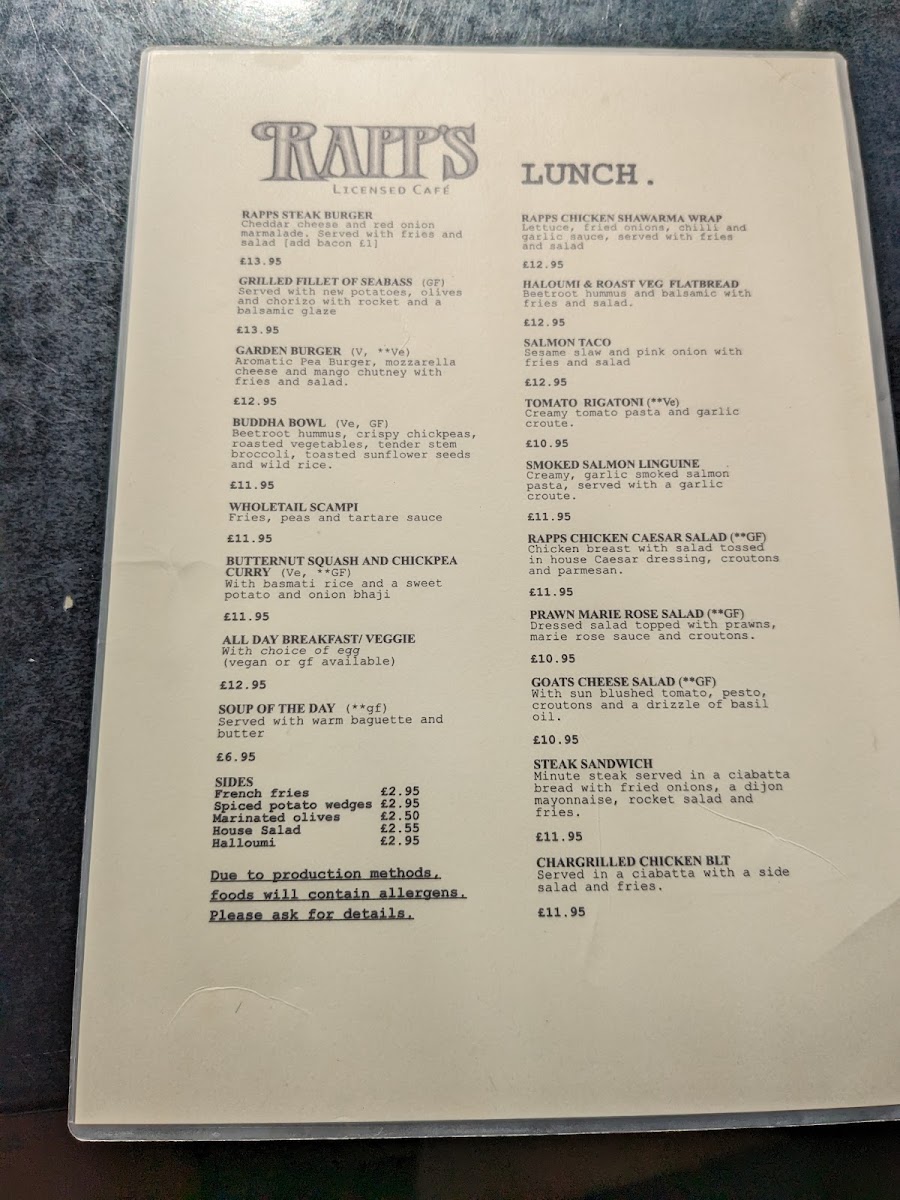 RAPP'S
LICENSED CAFÉ
RAPPS STEAK BURGER
Cheddar cheese and red onion
marmalade. Served with fries and
salad [add bacon £1]
£13.95
GRILLED FILLET OF SEABASS (GF)
Served with new potatoes, olives
and chorizo with rocket and a
balsamic glaze
£13.95
GARDEN BURGER (V, **Ve)
Aromatic Pea Burger, mozzarella
cheese and mango chutney with
fries and salad.
£12.95
BUDDHA BOWL (Ve, GF)
Beetroot hummus, crispy chickpeas,
roasted vegetables, tender stem
broccoli, toasted sunflower seeds
and wild rice.
£11.95
WHOLETAIL SCAMPI
Fries, peas and tartare sauce
£11.95
BUTTERNUT SQUASH AND CHICKPEA
CURRY (Ve, **GF)
With basmati rice and a sweet
potato and onion bhaji
£11.95
ALL DAY BREAKFAST/ VEGGIE
With choice of egg
(vegan or gf available)
£12.95
SOUP OF THE DAY (**gf)
Served with warm baguette and
butter
£6.95
SIDES
French fries £2.95
Spiced potato wedges £2.95
Marinated olives £2.50
House Salad £2.55
Halloumi £2.95
Due to production methods,
foods will contain allergens.
Please ask for details.
LUNCH.
RAPPS CHICKEN SHAWARMA WRAP
Lettuce, fried onions, chilli and
garlic sauce, served with fries
and salad
£12.95
HALOUMI & ROAST VEG FLATBREAD
Beetroot hummus and balsamic with
fries and salad.
£12.95
SALMON TACO
Sesame slaw and pink onion with
fries and salad
£12.95
TOMATO RIGATONI (**Ve)
Creamy tomato pasta and garlic
croute.
£10.95
SMOKED SALMON LINGUINE
Creamy, garlic smoked salmon
pasta, served with a garlic
croute.
£11.95
RAPPS CHICKEN CAESAR SALAD (**GF)
Chicken breast with salad tossed
in house Caesar dressing, croutons
and parmesan.
£11.95
PRAWN MARIE ROSE SALAD (**GF)
Dressed salad topped with prawns,
marie rose sauce and croutons.
£10.95
GOATS CHEESE SALAD (**GF)
With sun blushed tomato, pesto,
croutons and a drizzle of basil
oil.
£10.95
STEAK SANDWICH
Minute steak served in a ciabatta
bread with fried onions, a dijon
mayonnaise, rocket salad and
fries.
£11.95
CHARGRILLED CHICKEN BLT
Served in a ciabatta with a side
salad and fries.
£11.95